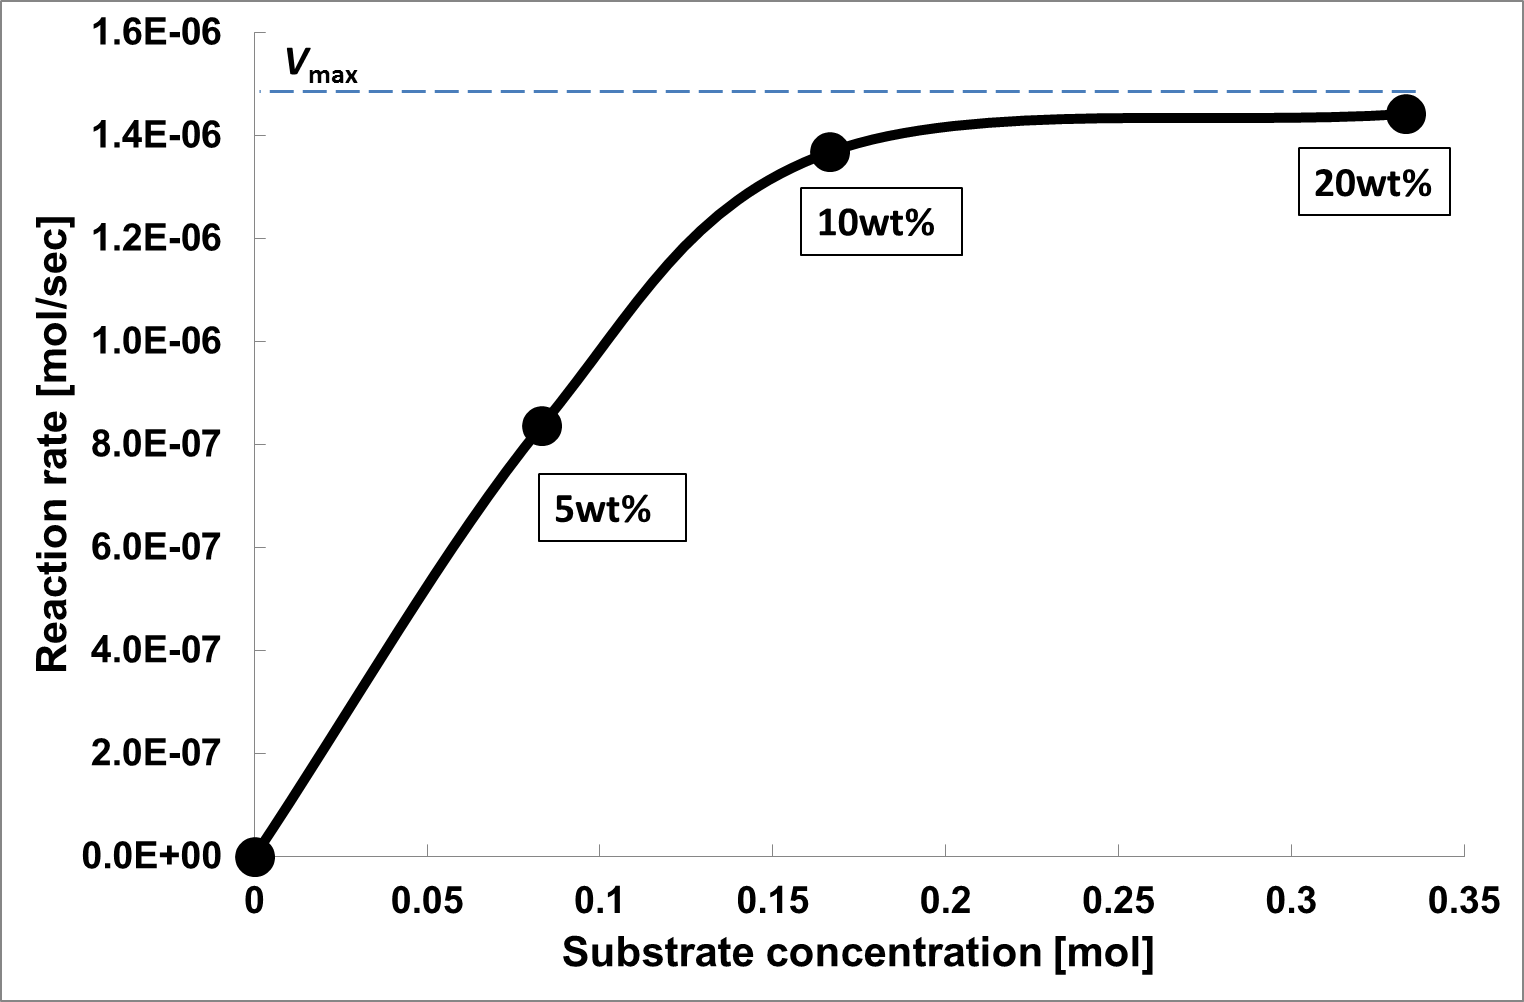 1.6E-06
1.4E-06
1.2E-06
1.0E-06
8.0E-07
6.0E-07
4.0E-07
2.0E-07
0.0E+00
Reaction rate [mol/sec]
Vmax
5wt%
10wt%
20wt%
0 0.05 0.1 0.15 0.2 0.25 0.3 0.35
Substrate concentration [mol]